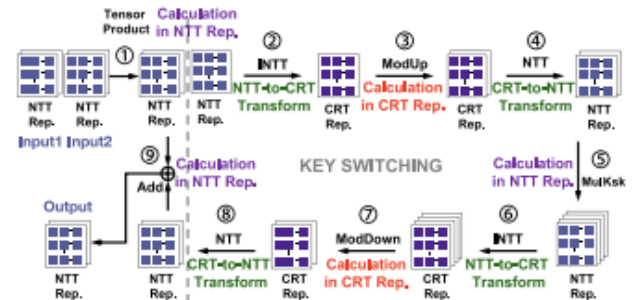 Tensor
Product
Calculation
in NTT Rep.
①
②
INTT
NTT-to-CRT
Transform
③
ModUp
Calculation
in CRT Rep.
④
NTT
CRT-to-NTT
Transform
NTT
Rep.
Input1
NTT
Rep.
Input2
NTT
Rep.
NTT
Rep.
CRT
Rep.
CRT
Rep.
NTT
Rep.
⑨
Add
Calculation
in NTT Rep.
KEY SWITCHING
Calculation
in NTT Rep.
⑤
MulKsk
Output
NTT
Rep.
NTT
Rep.
⑧
NTT
CRT-to-NTT
Transform
CRT
Rep.
⑦
ModDown
Calculation
in CRT Rep.
CRT
Rep.
⑥
INTT
NTT-to-CRT
Transform
NTT
Rep.